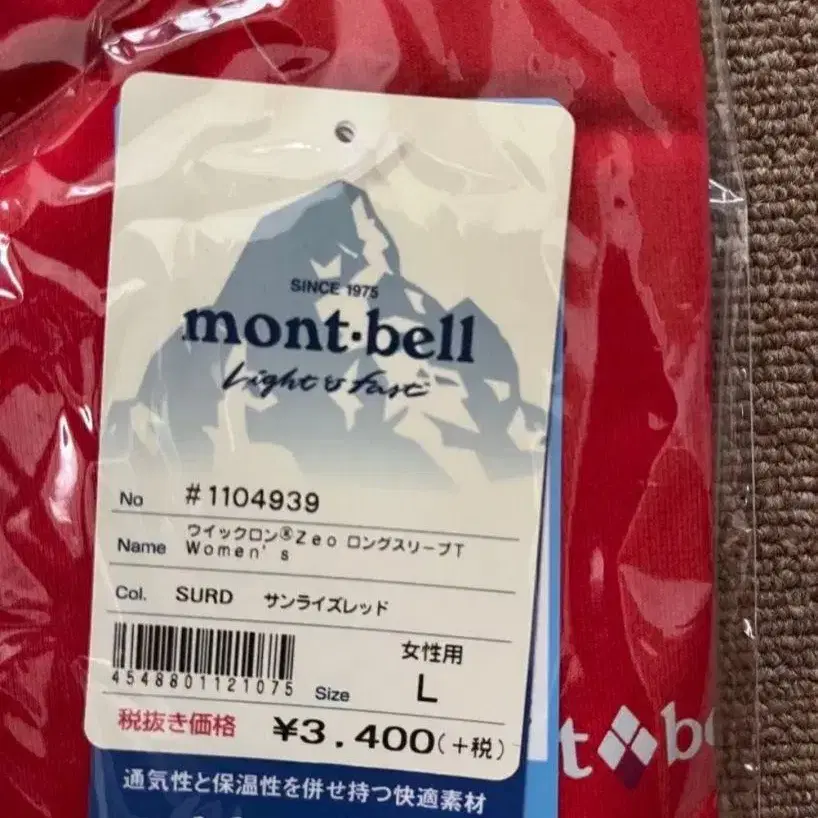 SINCE 1975
mont·bell
Light & Fast
No #1104939
Name ウイックロン®Zeo ロングスリーブT
Women's
Col. SURD サンライズレッド
女性用
4548801121075 Size L
税抜き価格 ¥3.400(+税)
通気性と保温性を併せ持つ快適素材